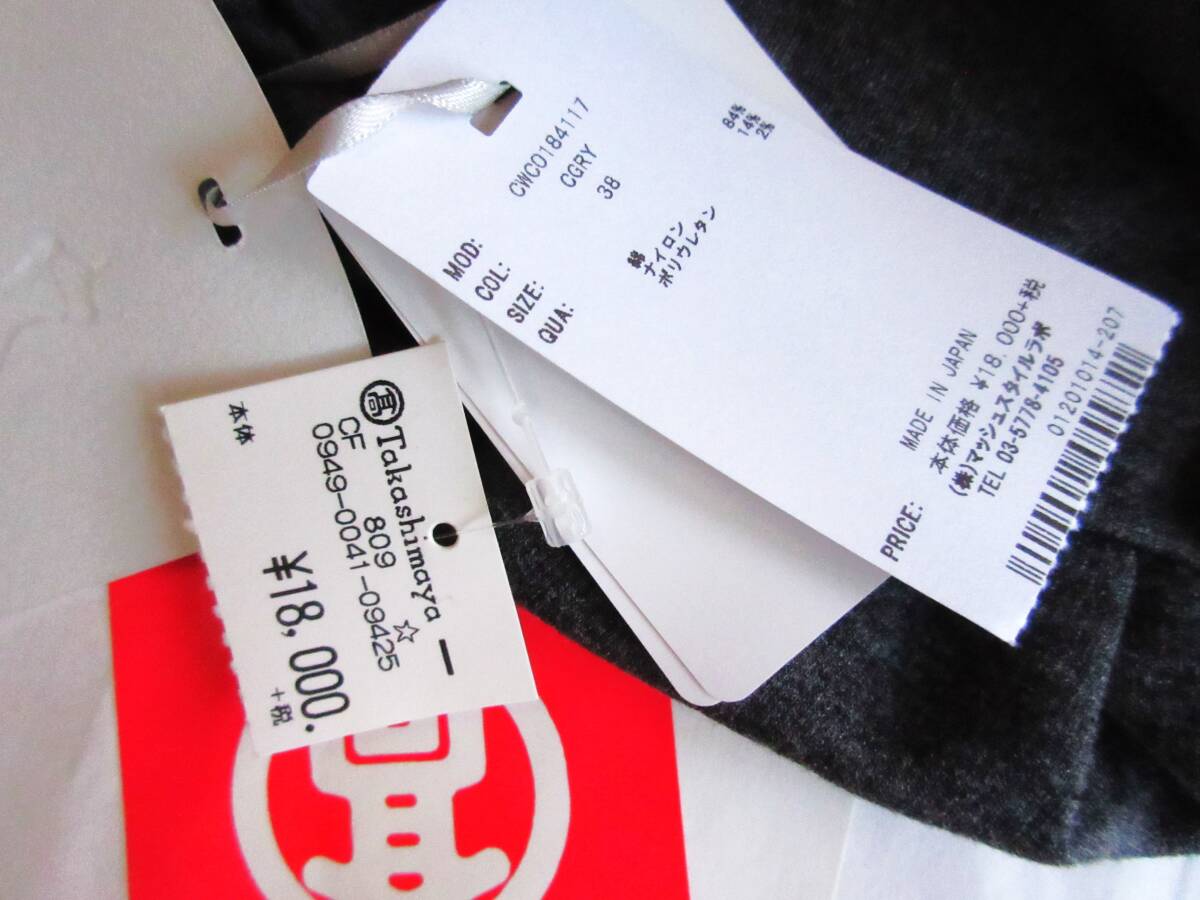 MOD: CWCO184117
COL: CGRY
SIZE: 38
QUA: 綿 84%
ナイロン 14%
ポリウレタン 2%
MADE IN JAPAN
PRICE: 本体価格 ¥18,000+税
(株)マッシュスタイルラボ
TEL 03-5778-4105
01201014-207
髙 Takashimaya
809 ☆
CF
0949-0041-09425
本体
¥18,000.
+税